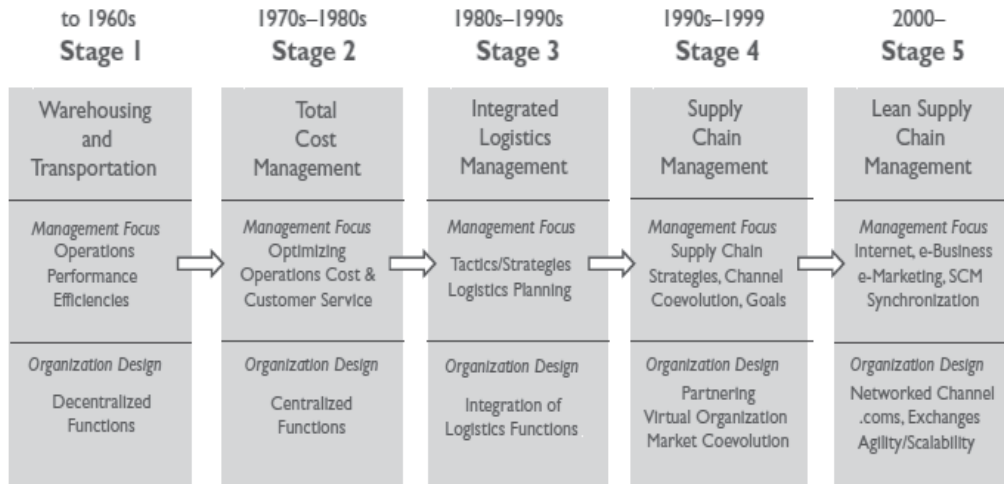 to 1960s
Stage 1
Warehousing
and
Transportation
Management Focus
Operations
Performance
Efficiencies
Organization Design
Decentralized
Functions
1970s–1980s
Stage 2
Total
Cost
Management
Management Focus
Optimizing
Operations Cost &
Customer Service
Organization Design
Centralized
Functions
1980s–1990s
Stage 3
Integrated
Logistics
Management
Management Focus
Tactics/Strategies
Logistics Planning
Organization Design
Integration of
Logistics Functions
1990s–1999
Stage 4
Supply
Chain
Management
Management Focus
Supply Chain
Strategies, Channel
Coevolution, Goals
Organization Design
Partnering
Virtual Organization
Market Coevolution
2000–
Stage 5
Lean Supply
Chain
Management
Management Focus
Internet, e-Business
e-Marketing, SCM
Synchronization
Organization Design
Networked Channel
.coms, Exchanges
Agility/Scalability